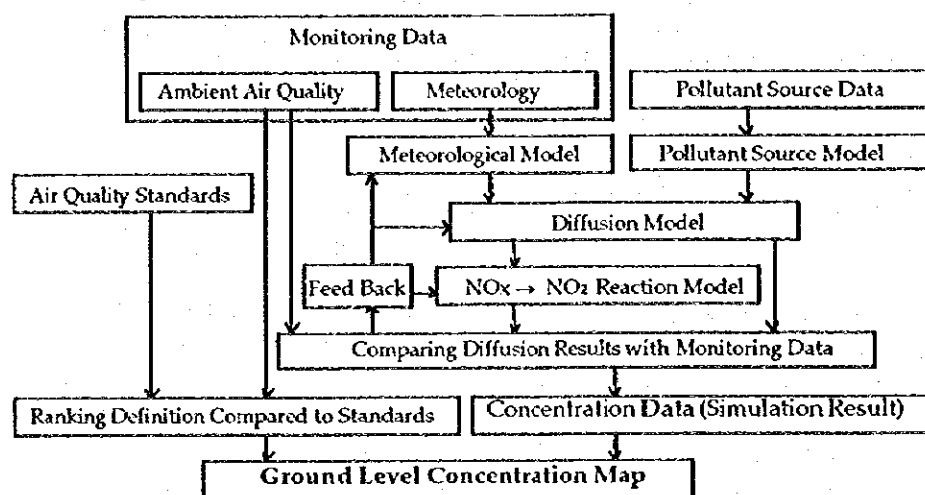 Monitoring Data
Ambient Air Quality
Meteorology
Pollutant Source Data
Meteorological Model
Pollutant Source Model
Air Quality Standards
Diffusion Model
Feed Back
NOx → NO₂ Reaction Model
Comparing Diffusion Results with Monitoring Data
Ranking Definition Compared to Standards
Concentration Data (Simulation Result)
Ground Level Concentration Map